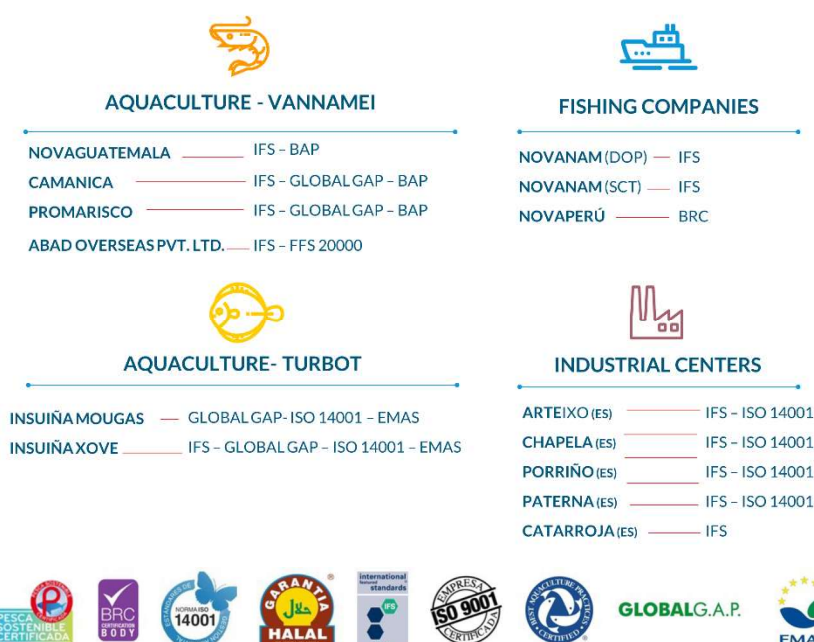 AQUACULTURE - VANNAMEI
NOVAGUATEMALA IFS – BAP
CAMANICA IFS – GLOBAL GAP – BAP
PROMARISCO IFS – GLOBAL GAP – BAP
ABAD OVERSEAS PVT. LTD. IFS – FFS 20000
FISHING COMPANIES
NOVANAM (DOP) IFS
NOVANAM (SCT) IFS
NOVAPERÚ BRC
AQUACULTURE- TURBOT
INSUIÑA MOUGAS GLOBAL GAP- ISO 14001 – EMAS
INSUIÑA XOVE IFS – GLOBAL GAP – ISO 14001 – EMAS
INDUSTRIAL CENTERS
ARTEIXO (ES) IFS – ISO 14001
CHAPELA (ES) IFS – ISO 14001
PORRIÑO (ES) IFS – ISO 14001
PATERNA (ES) IFS – ISO 14001
CATARROJA (ES) IFS
PESCA
SOSTENIBLE
CERTIFICADA
BRC
CERTIFICATION
BODY
NORMA ISO
14001
GARANTIA
حلال
HALAL
®
international
featured
standards
IFS
EMPRESA
ISO 9001
CERTIFICADA
BEST AQUACULTURE PRACTICES
CERTIFIED
GLOBALG.A.P.
EMAS